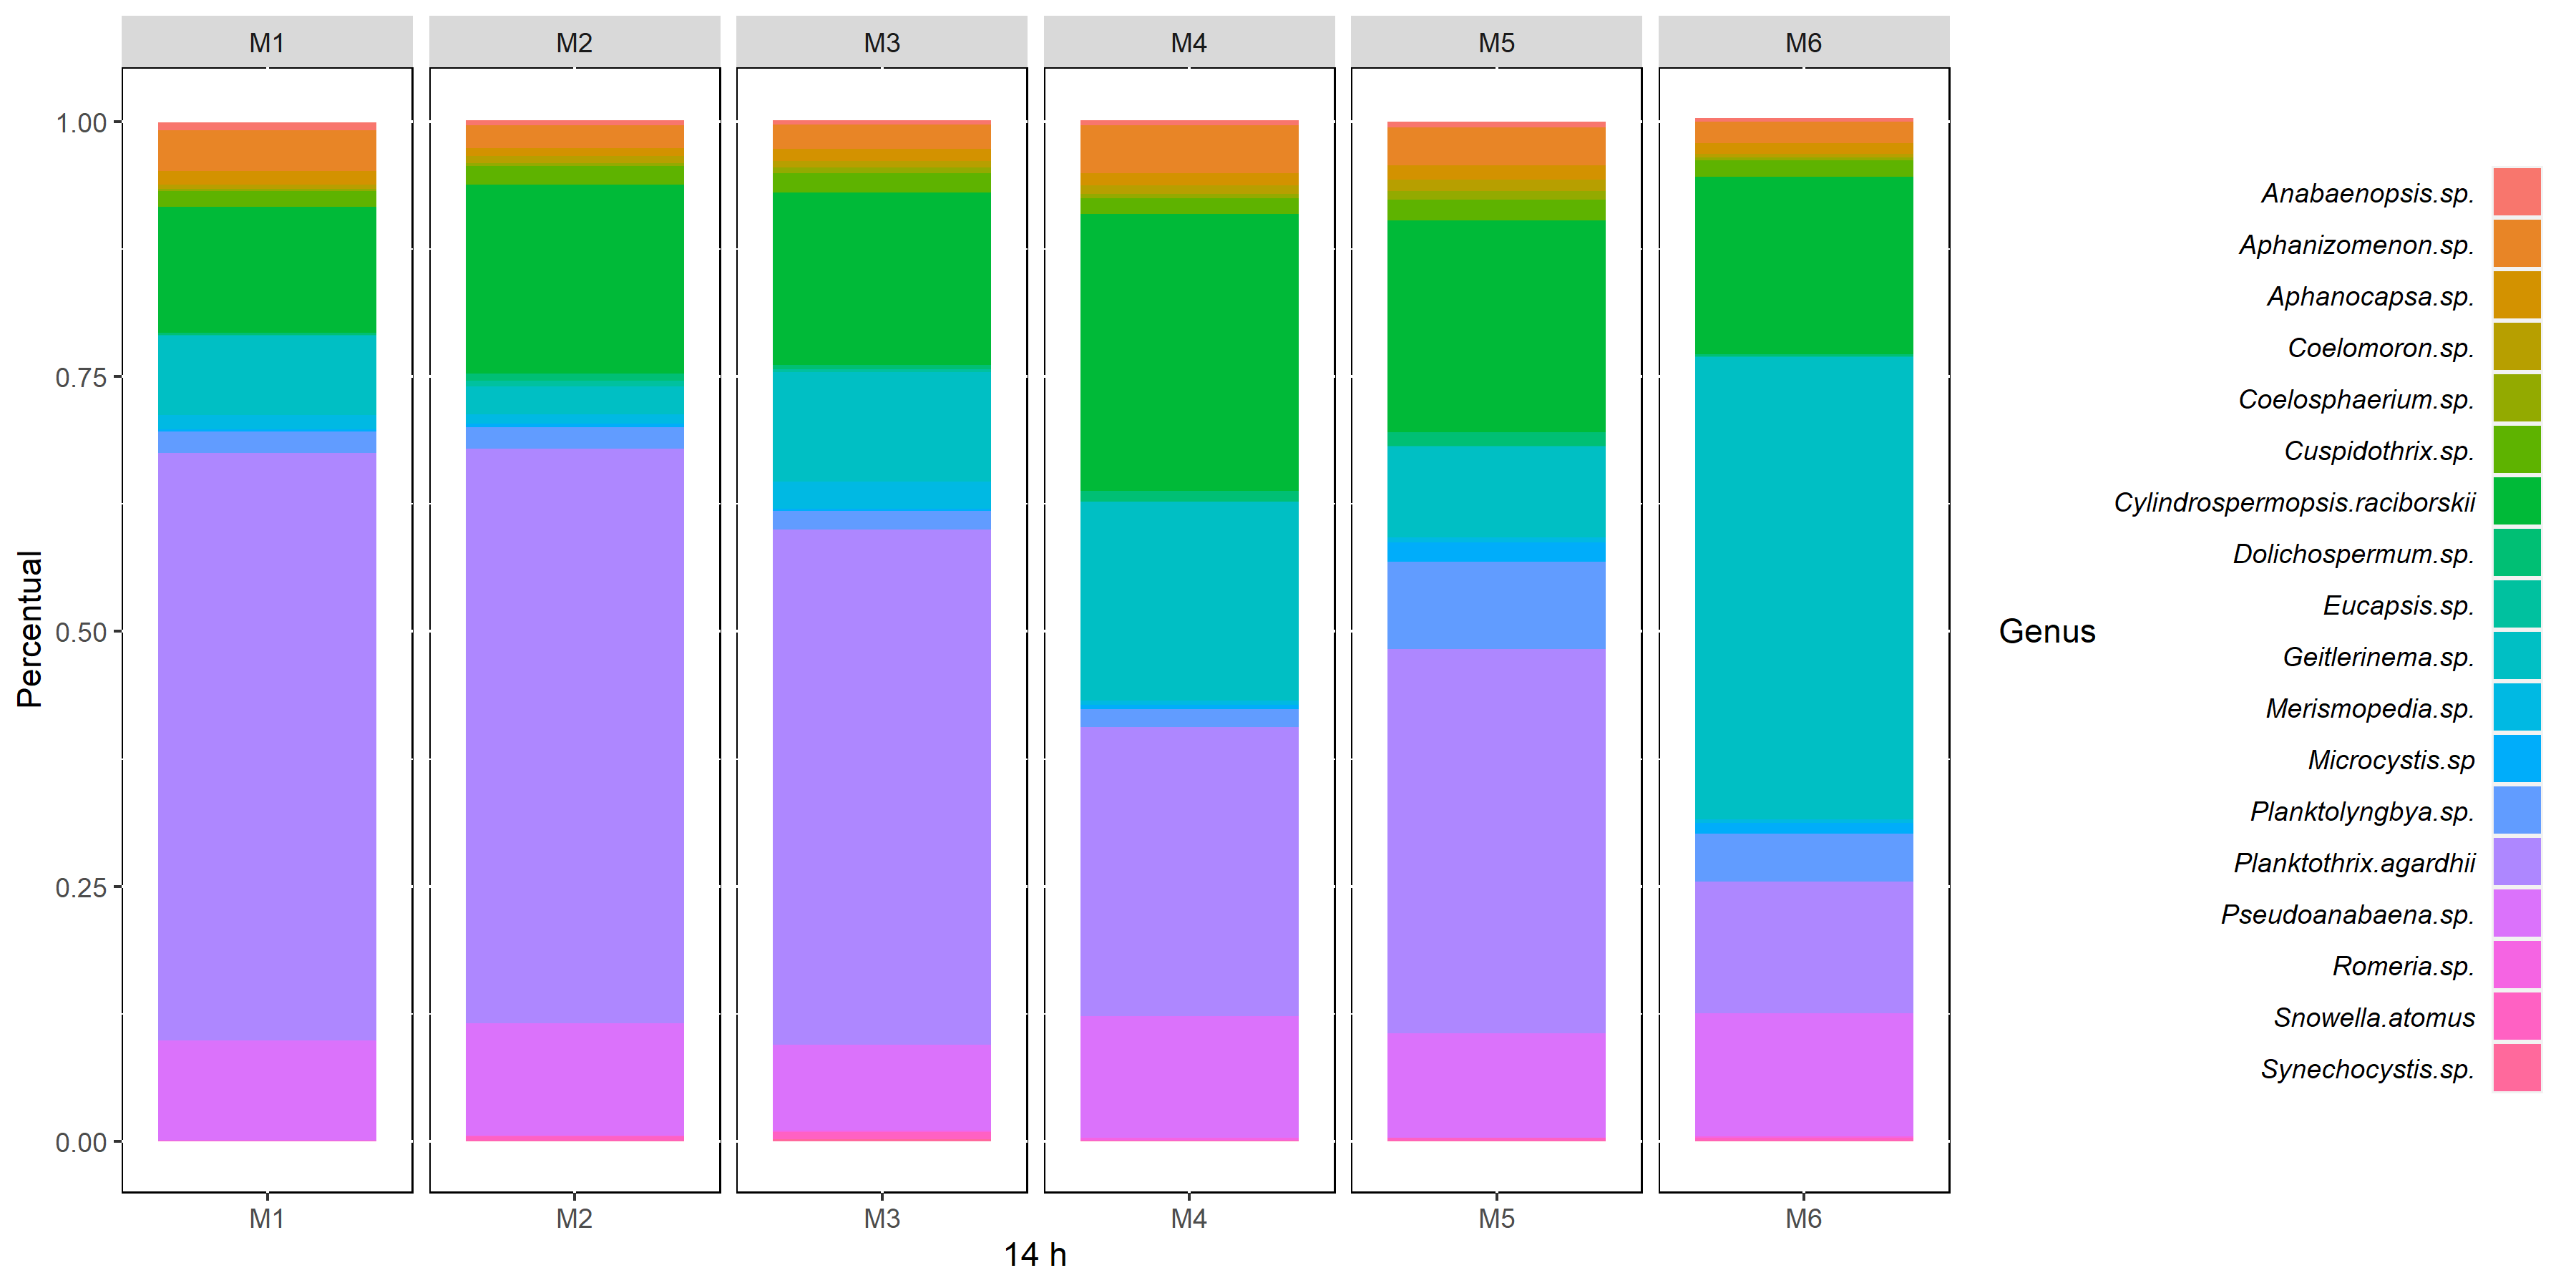 M1 M2 M3 M4 M5 M6
Percentual
1.00
0.75
0.50
0.25
0.00
M1 M2 M3 M4 M5 M6
14 h
Genus
Anabaenopsis.sp.
Aphanizomenon.sp.
Aphanocapsa.sp.
Coelomoron.sp.
Coelosphaerium.sp.
Cuspidothrix.sp.
Cylindrospermopsis.raciborskii
Dolichospermum.sp.
Eucapsis.sp.
Geitlerinema.sp.
Merismopedia.sp.
Microcystis.sp
Planktolyngbya.sp.
Planktothrix.agardhii
Pseudoanabaena.sp.
Romeria.sp.
Snowella.atomus
Synechocystis.sp.